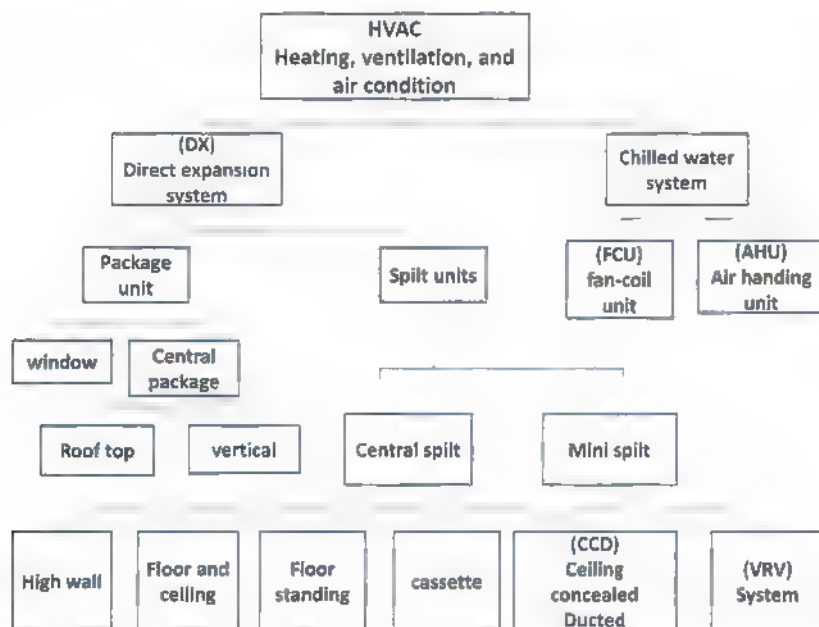 HVAC
Heating, ventilation, and
air condition
(DX)
Direct expansion
system
Chilled water
system
Package
unit
Spilt units
(FCU)
fan-coil
unit
(AHU)
Air handing
unit
window
Central
package
Roof top
vertical
Central spilt
Mini spilt
High wall
Floor and
ceiling
Floor
standing
cassette
(CCD)
Ceiling
concealed
Ducted
(VRV)
System